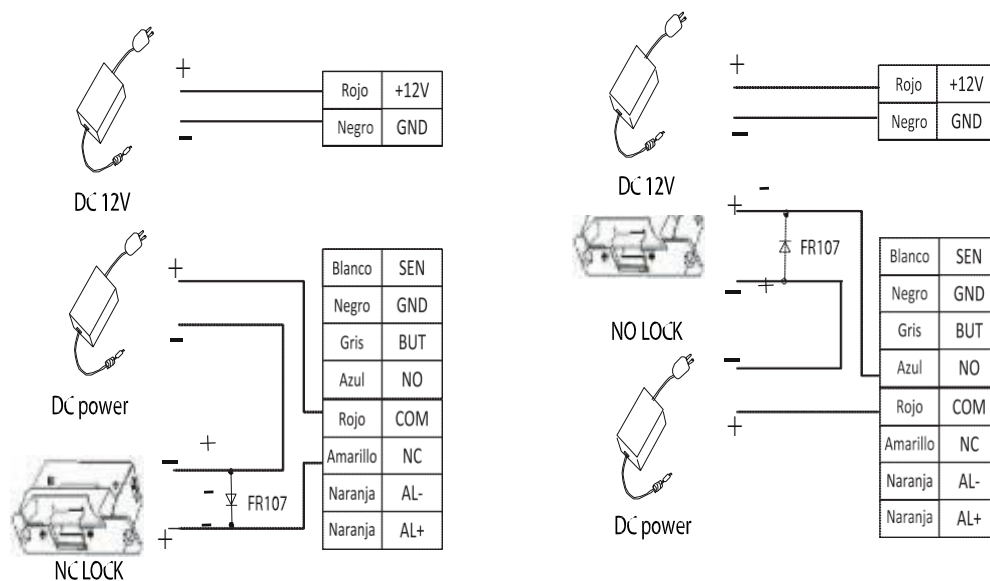 +
Rojo +12V
Negro GND
−
DC 12V
+
−
DC power
Blanco SEN
Negro GND
Gris BUT
Azul NO
Rojo COM
Amarillo NC
Naranja AL-
Naranja AL+
+
−
-
FR107
-
+
NC LOCK
+
Rojo +12V
Negro GND
−
DC 12V
-
+
FR107
+
−
NO LOCK
−
+
DC power
Blanco SEN
Negro GND
Gris BUT
Azul NO
Rojo COM
Amarillo NC
Naranja AL-
Naranja AL+